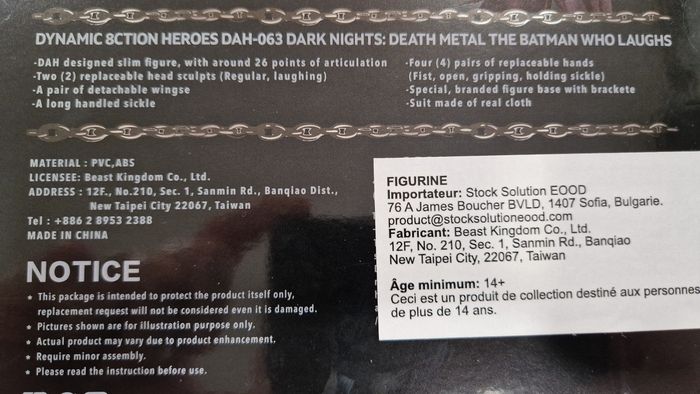 DYNAMIC 8CTION HEROES DAH-063 DARK NIGHTS: DEATH METAL THE BATMAN WHO LAUGHS
-DAH designed slim figure, with around 26 points of articulation
-Two (2) replaceable head sculpts (Regular, laughing)
-A pair of detachable wingse
-A long handled sickle
-Four (4) pairs of replaceable hands
(Fist, open, gripping, holding sickle)
-Special, branded figure base with brackete
-Suit made of real cloth
MATERIAL : PVC,ABS
LICENSEE: Beast Kingdom Co., Ltd.
ADDRESS : 12F., No.210, Sec. 1, Sanmin Rd., Banqiao Dist.,
New Taipei City 22067, Taiwan
Tel : +886 2 8953 2388
MADE IN CHINA
NOTICE
* This package is intended to protect the product itself only,
replacement request will not be considered even it is damaged.
* Pictures shown are for illustration purpose only.
* Actual product may vary due to product enhancement.
* Require minor assembly.
* Please read the instruction before use.
FIGURINE
Importateur: Stock Solution EOOD
76 A James Boucher BVLD, 1407 Sofia, Bulgarie.
product@stocksolutioneood.com
Fabricant: Beast Kingdom Co., Ltd.
12F, No. 210, Sec. 1, Sanmin Rd., Banqiao
New Taipei City, 22067, Taiwan
Âge minimum: 14+
Ceci est un produit de collection destiné aux personnes
de plus de 14 ans.